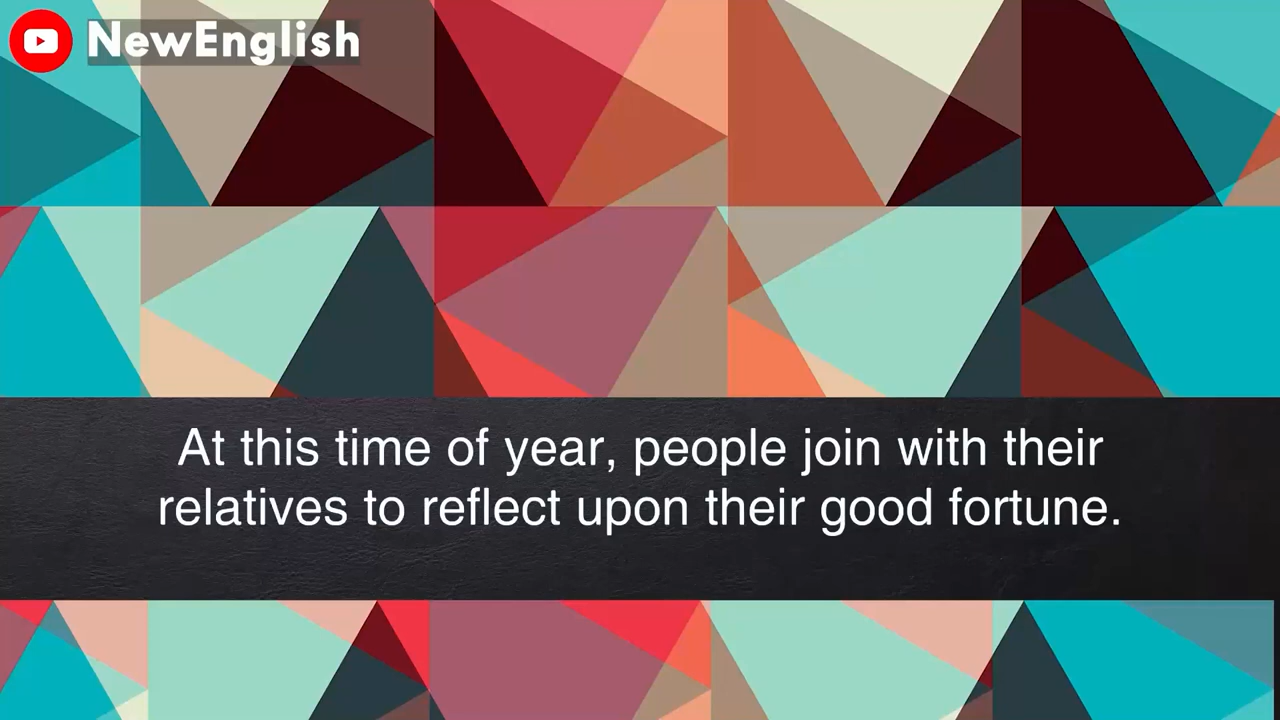 NewEnglish
At this time of year, people join with their
relatives to reflect upon their good fortune.